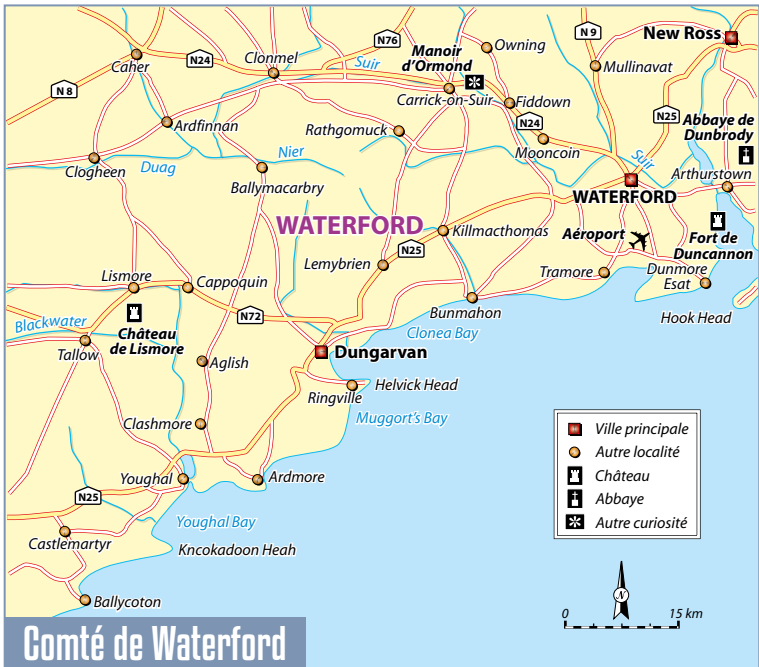 N76
Owning
N 9
New Ross
Caher
N24
Clonmel
Manoir
d'Ormond
Mullinavat
N 8
Suir
Carrick-on-Suir
Fiddown
N25
Abbaye de
Dunbrody
Ardfinnan
Rathgormuck
N24
Mooncoin
Nier
Suir
Clogheen
Duag
Ballymacarbry
Arthurstown
WATERFORD
WATERFORD
Killmacthomas
Aéroport
Fort de
Duncannon
N25
Lemybrien
Tramore
Dunmore
Esat
Lismore
Cappoquin
Bunmahon
Hook Head
Blackwater
Château
de Lismore
N72
Clonea Bay
Tallow
Dungarvan
Aglish
Helvick Head
Ringville
Muggort's Bay
Clashmore
Ville principale
Autre localité
Château
Abbaye
Autre curiosité
Youghal
Ardmore
N25
Youghal Bay
Castlemartyr
Kncokadoon Heah
Ballycoton
N
0 15 km
Comté de Waterford